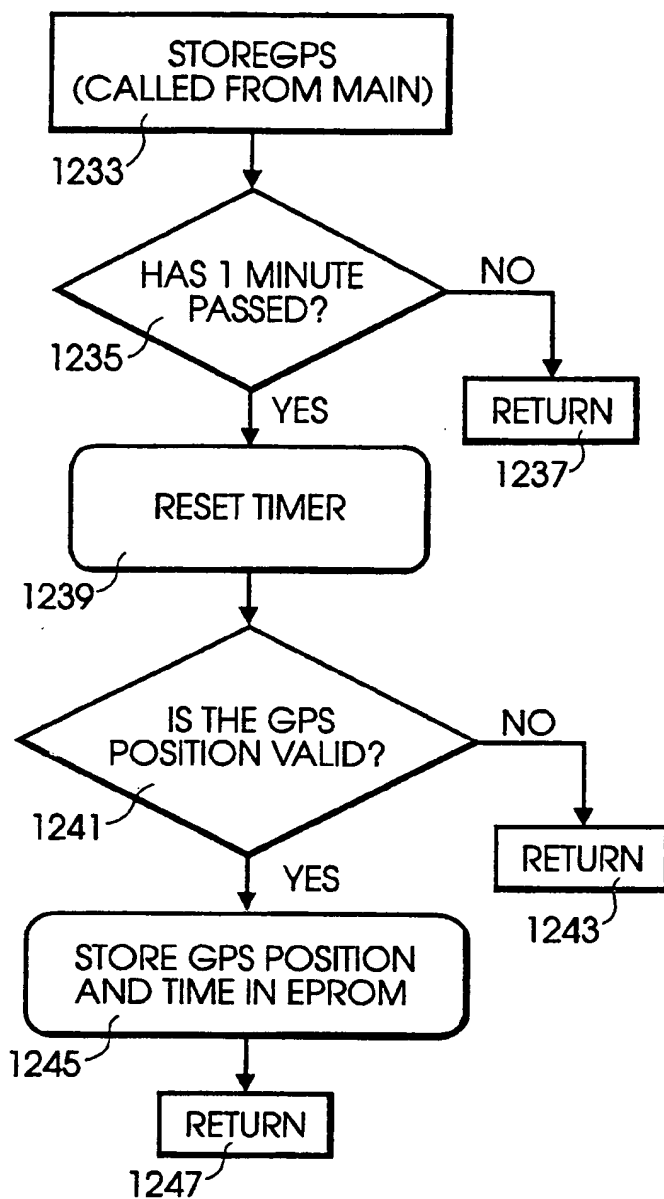 STOREGPS
(CALLED FROM MAIN)
1233
HAS 1 MINUTE
PASSED?
1235
NO
RETURN
1237
YES
RESET TIMER
1239
IS THE GPS
POSITION VALID?
1241
NO
RETURN
1243
YES
STORE GPS POSITION
AND TIME IN EPROM
1245
RETURN
1247